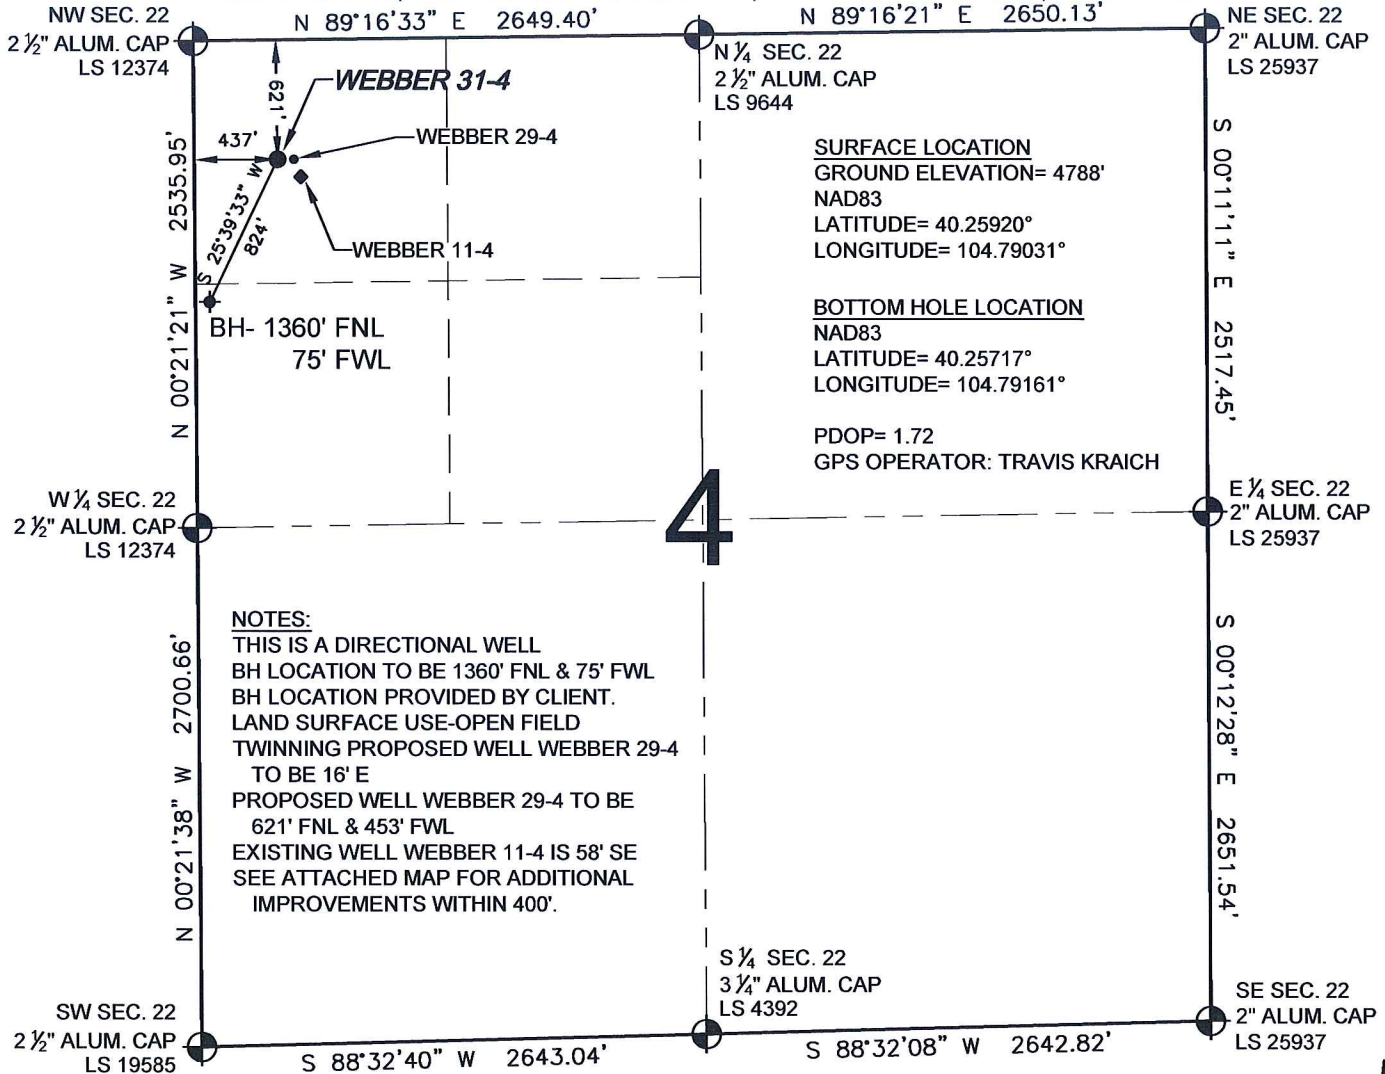 NW SEC. 22
2 ½" ALUM. CAP
LS 12374
N 89°16'33" E 2649.40'
N 89°16'21" E 2650.13'
NE SEC. 22
2" ALUM. CAP
LS 25937
N ¼ SEC. 22
2 ½" ALUM. CAP
LS 9644
621'
WEBBER 31-4
437'
WEBBER 29-4
WEBBER 11-4
S 25°39'33" W
824'
BH- 1360' FNL
75' FWL
N 00°21'21" W 2535.95'
SURFACE LOCATION
GROUND ELEVATION= 4788'
NAD83
LATITUDE= 40.25920°
LONGITUDE= 104.79031°
BOTTOM HOLE LOCATION
NAD83
LATITUDE= 40.25717°
LONGITUDE= 104.79161°
PDOP= 1.72
GPS OPERATOR: TRAVIS KRAICH
S 00°11'11" E 2517.45'
W ¼ SEC. 22
2 ½" ALUM. CAP
LS 12374
4
E ¼ SEC. 22
2" ALUM. CAP
LS 25937
NOTES:
THIS IS A DIRECTIONAL WELL
BH LOCATION TO BE 1360' FNL & 75' FWL
BH LOCATION PROVIDED BY CLIENT.
LAND SURFACE USE-OPEN FIELD
TWINNING PROPOSED WELL WEBBER 29-4
TO BE 16' E
PROPOSED WELL WEBBER 29-4 TO BE
621' FNL & 453' FWL
EXISTING WELL WEBBER 11-4 IS 58' SE
SEE ATTACHED MAP FOR ADDITIONAL
IMPROVEMENTS WITHIN 400'.
N 00°21'38" W 2700.66'
S 00°12'28" E 2651.54'
SW SEC. 22
2 ½" ALUM. CAP
LS 19585
S 88°32'40" W 2643.04'
S ¼ SEC. 22
3 ¼" ALUM. CAP
LS 4392
S 88°32'08" W 2642.82'
SE SEC. 22
2" ALUM. CAP
LS 25937